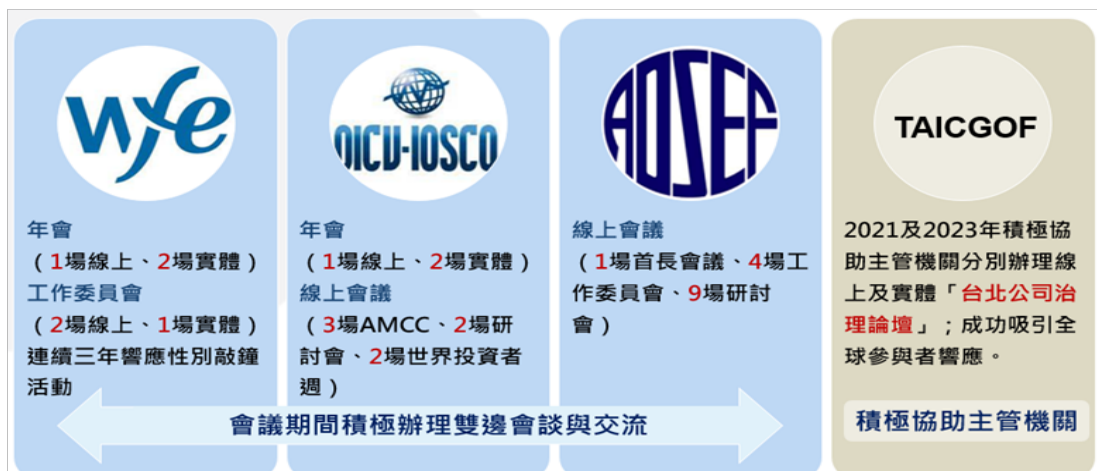 wfe
年會
（1場線上、2場實體）
工作委員會
（2場線上、1場實體）
連續三年響應性別敲鐘
活動
OICU-IOSCO
年會
（1場線上、2場實體）
線上會議
（3場AMCC、2場研
討會、2場世界投資者
週）
AOSEF
線上會議
（1場首長會議、4場工
作委員會、9場研討
會）
會議期間積極辦理雙邊會談與交流
TAICGOF
2021及2023年積極協
助主管機關分別辦理線
上及實體「台北公司治
理論壇」；成功吸引全
球參與者響應。
積極協助主管機關